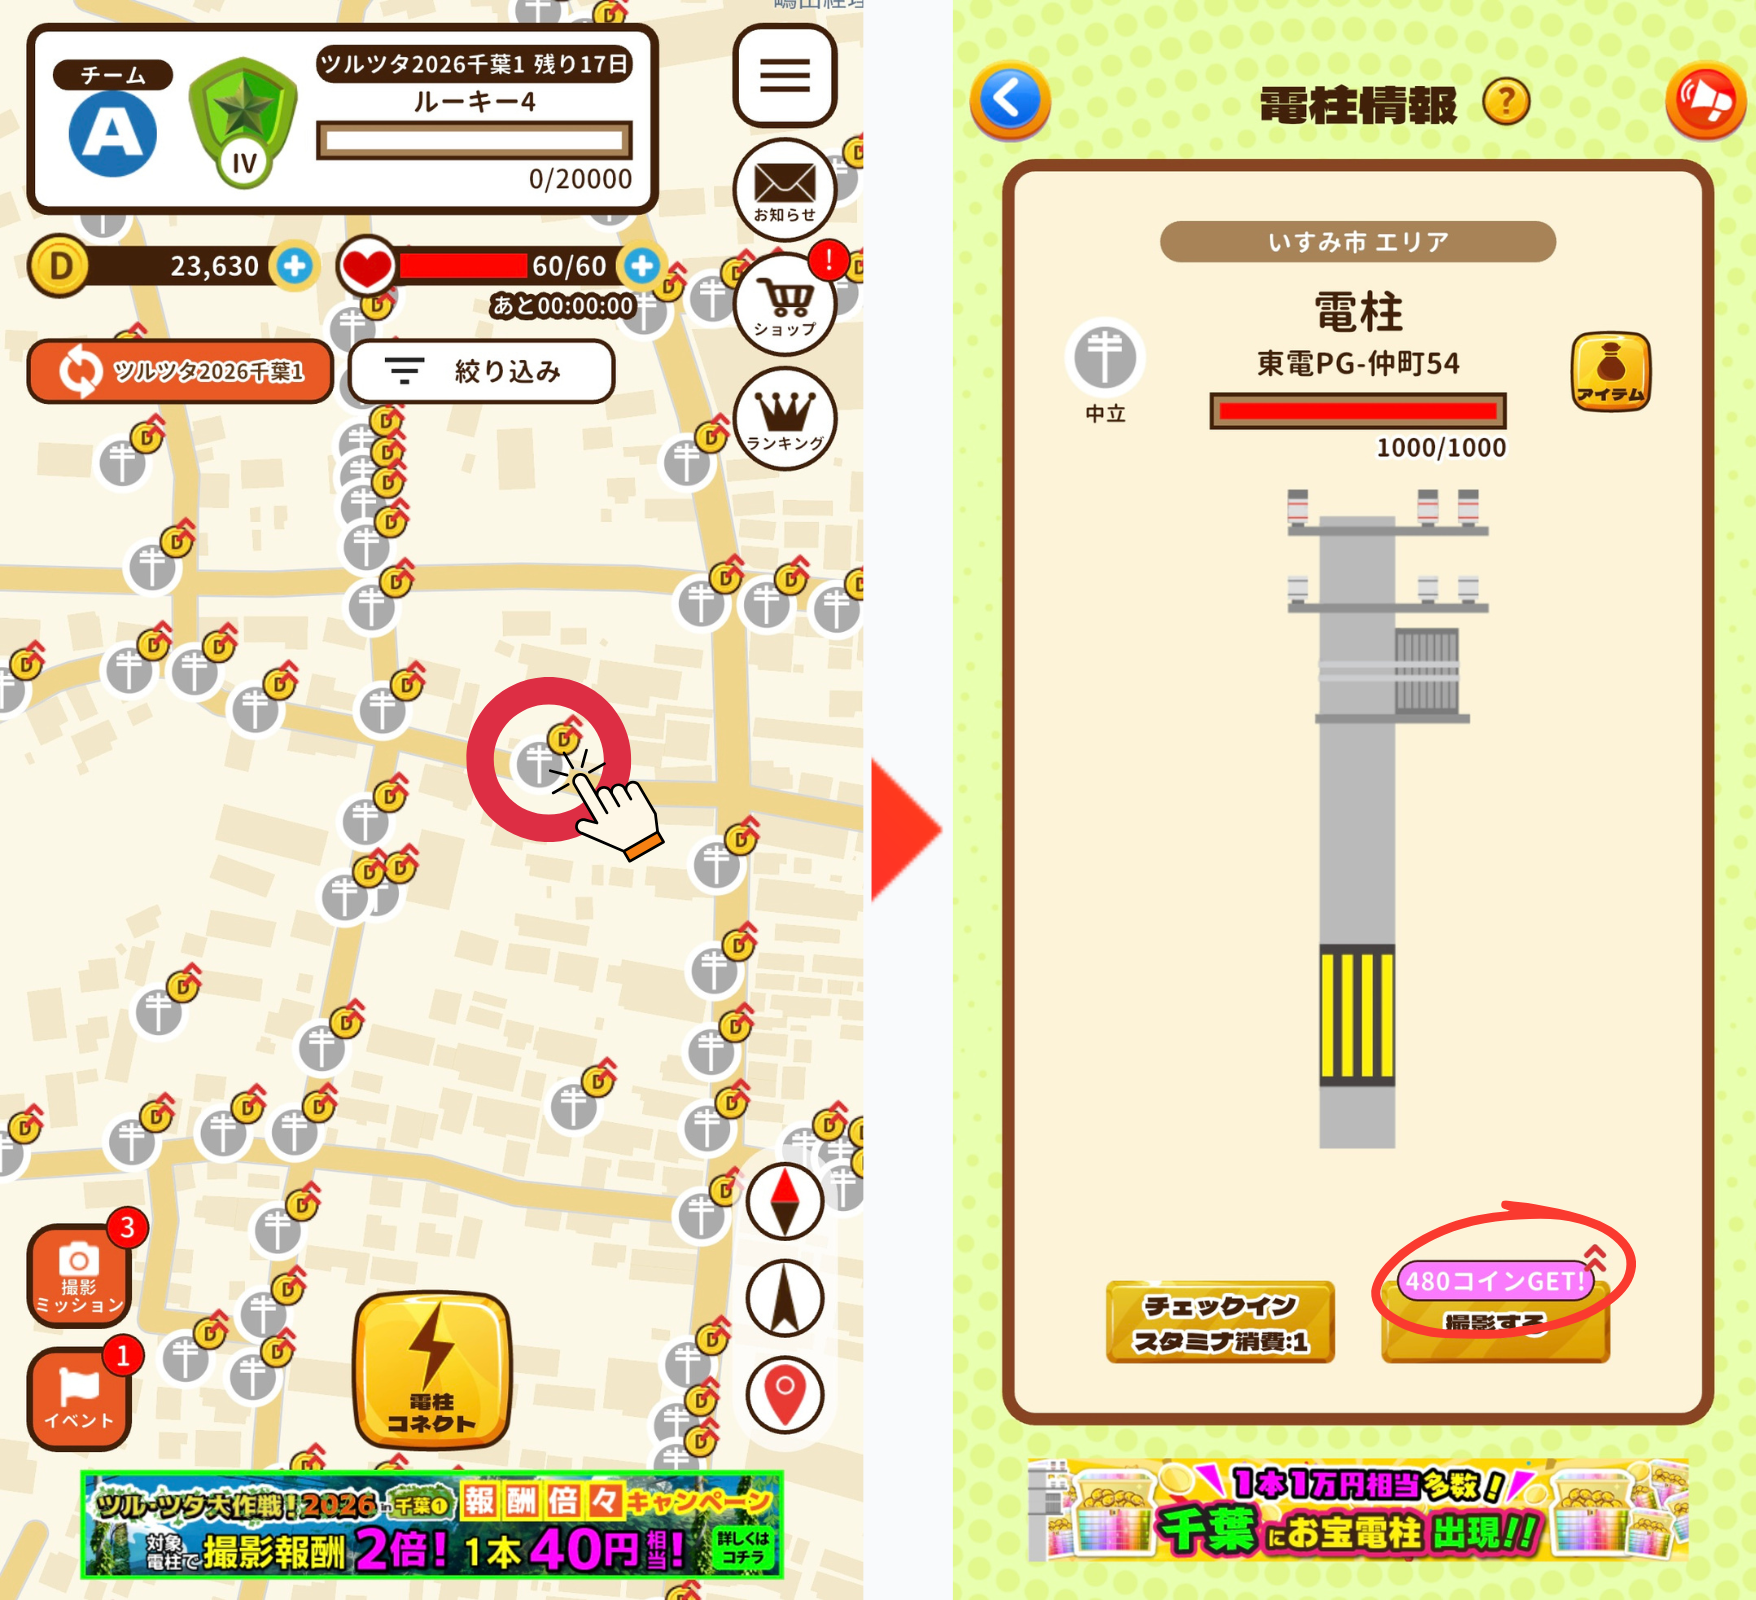 チーム
A
IV
ツルツタ2026千葉1 残り17日
ルーキー4
0/20000
D 23,630
60/60
あと00:00:00
お知らせ
!
ショップ
ランキング
ツルツタ2026千葉1
絞り込み
3
撮影
ミッション
1
イベント
電柱
コネクト
ツル・ツタ大作戦!2026 in 千葉① 報酬倍々キャンペーン
対象電柱で 撮影報酬 2倍! 1本40円相当! 詳しくはコチラ
電柱情報 ?
いすみ市 エリア
電柱
東電PG-仲町54
中立
アイテム
1000/1000
480コインGET!
チェックイン
スタミナ消費:1
撮影する
1本1万円相当多数!
千葉にお宝電柱 出現!!